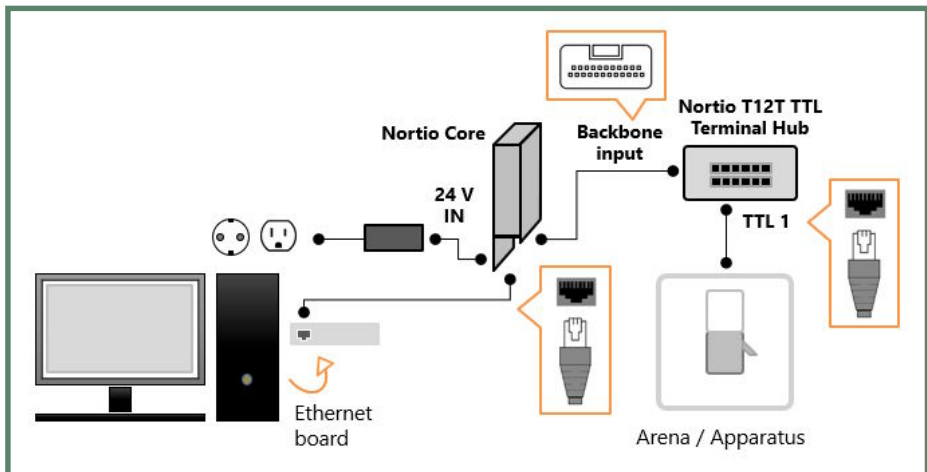 Nortio Core
Backbone
input
Nortio T12T TTL
Terminal Hub
24 V
IN
TTL 1
Ethernet
board
Arena / Apparatus